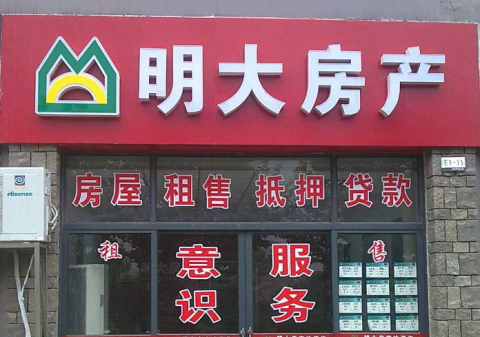 明大房产
房屋 租售 抵押 贷款
租 意识 服务 售
Hisense